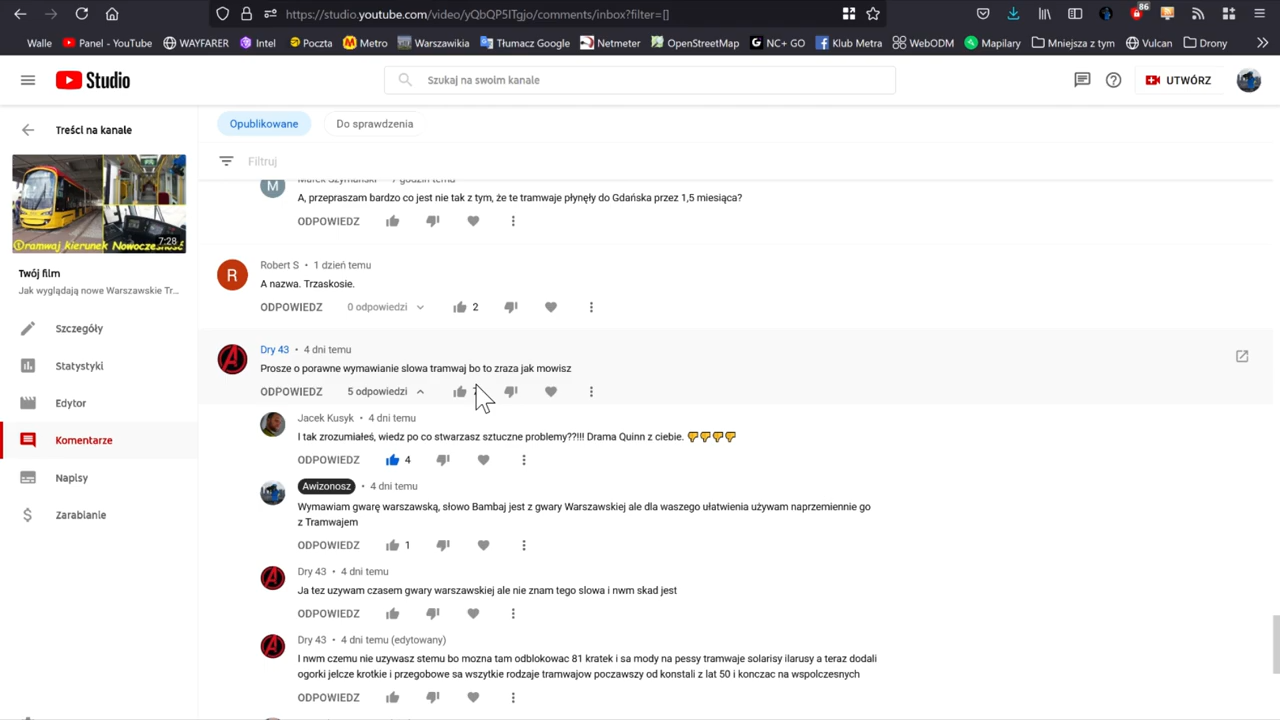 https://studio.youtube.com/video/yQbQP5ITgjo/comments/inbox?filter=[]
86
Walle
Panel - YouTube
WAYFARER
Intel
Poczta
Metro
Warszawikia
Tłumacz Google
Netmeter
OpenStreetMap
NC+ GO
Klub Metra
WebODM
Mapilary
Mniejsza z tym
Vulcan
Drony
Studio
Szukaj na swoim kanale
UTWÓRZ
Treści na kanale
①ramwaj kierunek Nowoczesność
7:28
Twój film
Jak wyglądają nowe Warszawskie Tr...
Szczegóły
Statystyki
Edytor
Komentarze
Napisy
Zarabianie
Opublikowane
Do sprawdzenia
Filtruj
M
Marek Szymański • 7 godzin temu
A, przepraszam bardzo co jest nie tak z tym, że te tramwaje płynęły do Gdańska przez 1,5 miesiąca?
ODPOWIEDZ
R
Robert S • 1 dzień temu
A nazwa. Trzaskosie.
ODPOWIEDZ 0 odpowiedzi 2
Dry 43 • 4 dni temu
Prosze o porawne wymawianie slowa tramwaj bo to zraza jak mowisz
ODPOWIEDZ 5 odpowiedzi
Jacek Kusyk • 4 dni temu
I tak zrozumiałeś, wiedz po co stwarzasz sztuczne problemy??!!! Drama Quinn z ciebie. 👎👎👎👎
ODPOWIEDZ 4
Awizonosz • 4 dni temu
Wymawiam gwarę warszawską, słowo Bambaj jest z gwary Warszawskiej ale dla waszego ułatwienia używam naprzemiennie go
z Tramwajem
ODPOWIEDZ 1
Dry 43 • 4 dni temu
Ja tez uzywam czasem gwary warszawskiej ale nie znam tego slowa i nwm skad jest
ODPOWIEDZ
Dry 43 • 4 dni temu (edytowany)
I nwm czemu nie uzywasz stemu bo mozna tam odblokowac 81 kratek i sa mody na pessy tramwaje solarisy ilarusy a teraz dodali
ogorki jelcze krotkie i przegobowe sa wszytkie rodzaje tramwajow poczawszy od konstali z lat 50 i konczac na wspolczesnych
ODPOWIEDZ